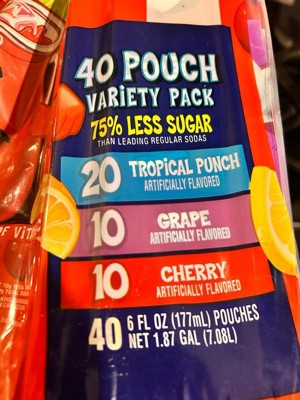 40 POUCH
VARIETY PACK
75% LESS SUGAR
THAN LEADING REGULAR SODAS
20 TROPICAL PUNCH
ARTIFICIALLY FLAVORED
10 GRAPE
ARTIFICIALLY FLAVORED
10 CHERRY
ARTIFICIALLY FLAVORED
40 6 FL OZ (177mL) POUCHES
NET 1.87 GAL (7.08L)